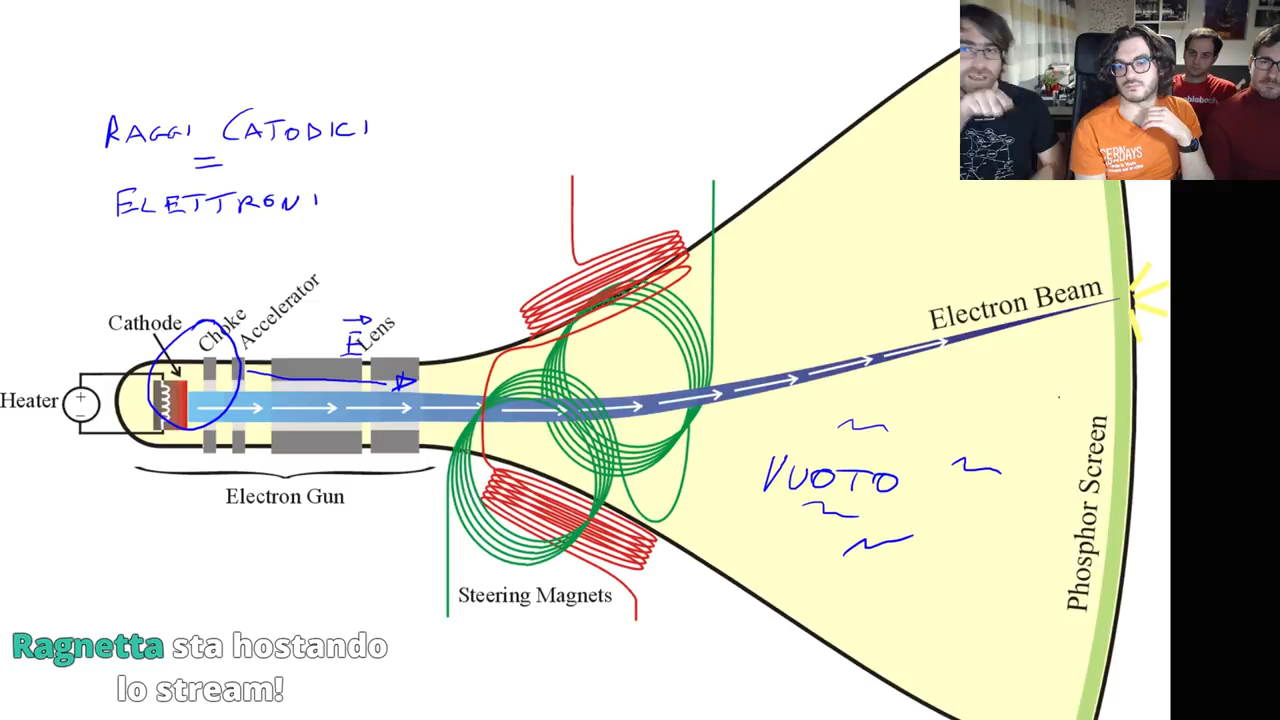 RAGGI CATODICI
=
ELETTRONI
Cathode
Choke
Accelerator
E
Lens
Heater
+
−
Electron Gun
Steering Magnets
Electron Beam
VUOTO
Phosphor Screen
Ragnetta sta hostando
lo stream!